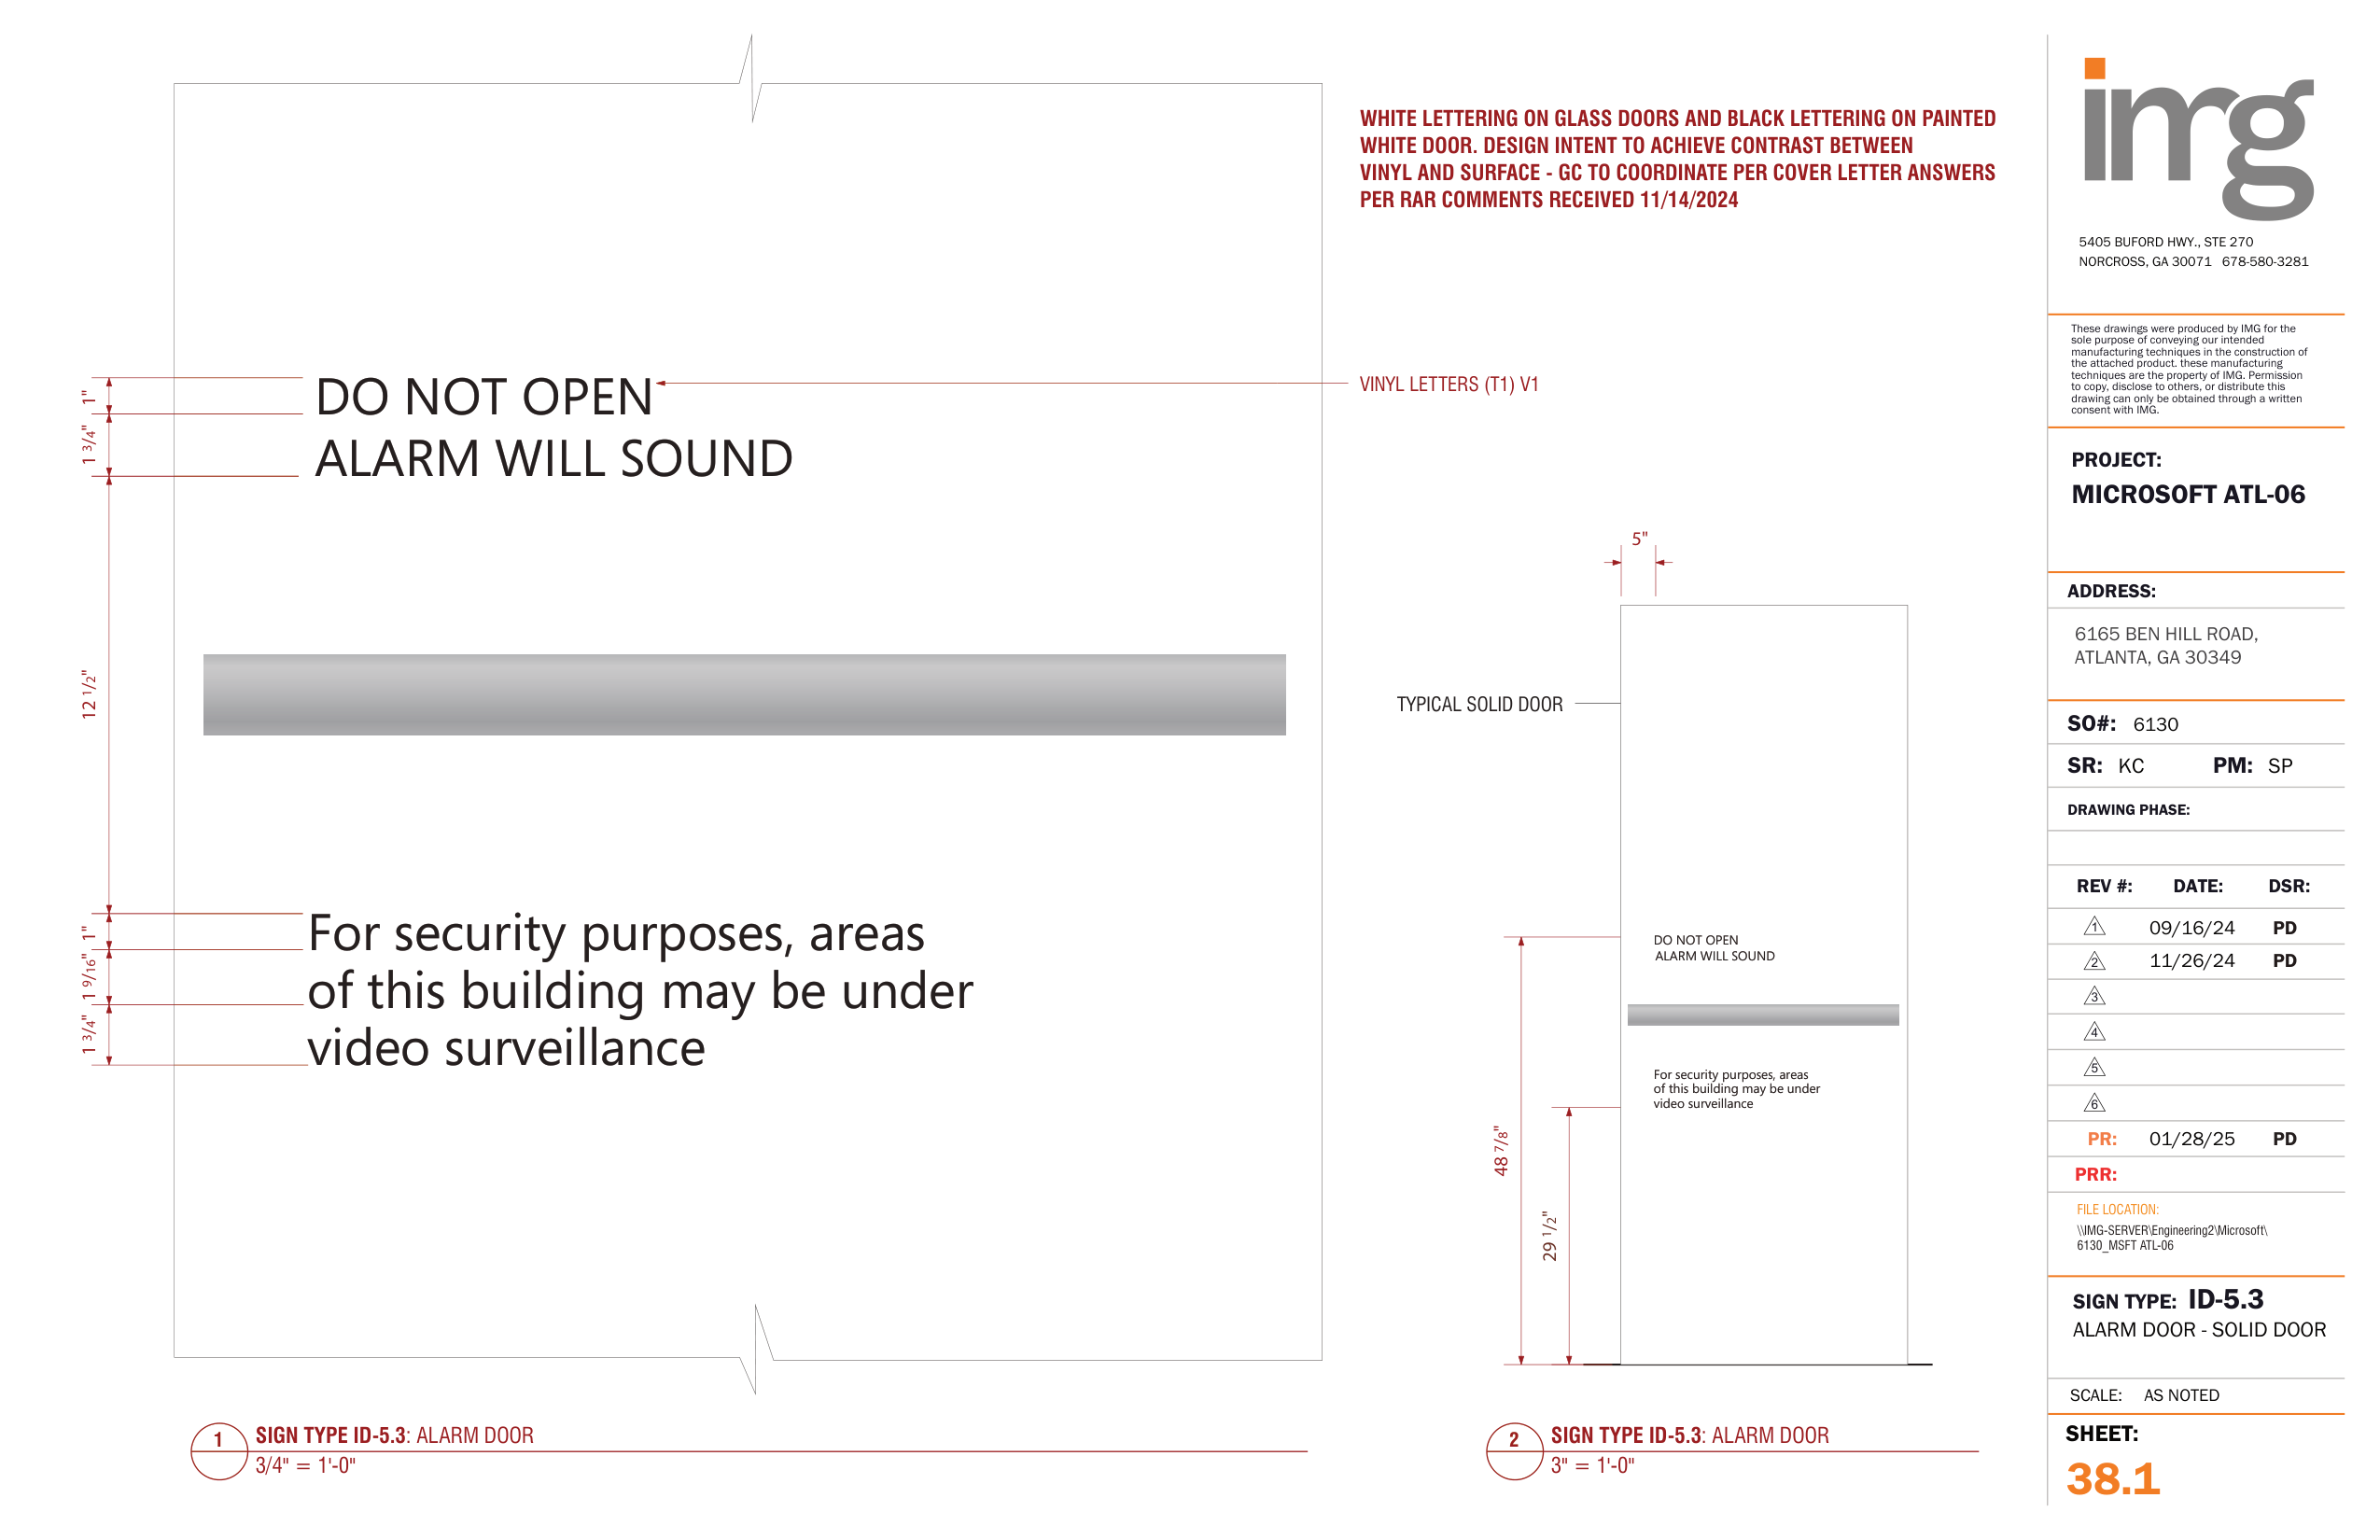 WHITE LETTERING ON GLASS DOORS AND BLACK LETTERING ON PAINTED
WHITE DOOR. DESIGN INTENT TO ACHIEVE CONTRAST BETWEEN
VINYL AND SURFACE - GC TO COORDINATE PER COVER LETTER ANSWERS
PER RAR COMMENTS RECEIVED 11/14/2024
DO NOT OPEN
ALARM WILL SOUND
VINYL LETTERS (T1) V1
1"
1 3/4"
12 1/2"
For security purposes, areas
of this building may be under
video surveillance
1"
1 9/16"
1 3/4"
1
SIGN TYPE ID-5.3: ALARM DOOR
3/4" = 1'-0"
5"
TYPICAL SOLID DOOR
DO NOT OPEN
ALARM WILL SOUND
For security purposes, areas
of this building may be under
video surveillance
48 7/8"
29 1/2"
2
SIGN TYPE ID-5.3: ALARM DOOR
3" = 1'-0"
img
5405 BUFORD HWY., STE 270
NORCROSS, GA 30071 678-580-3281
These drawings were produced by IMG for the
sole purpose of conveying our intended
manufacturing techniques in the construction of
the attached product. these manufacturing
techniques are the property of IMG. Permission
to copy, disclose to others, or distribute this
drawing can only be obtained through a written
consent with IMG.
PROJECT:
MICROSOFT ATL-06
ADDRESS:
6165 BEN HILL ROAD,
ATLANTA, GA 30349
SO#: 6130
SR: KC PM: SP
DRAWING PHASE:
REV #: DATE: DSR:
1 09/16/24 PD
2 11/26/24 PD
3
4
5
6
PR: 01/28/25 PD
PRR:
FILE LOCATION:
\\IMG-SERVER\Engineering2\Microsoft\
6130_MSFT ATL-06
SIGN TYPE: ID-5.3
ALARM DOOR - SOLID DOOR
SCALE: AS NOTED
SHEET:
38.1